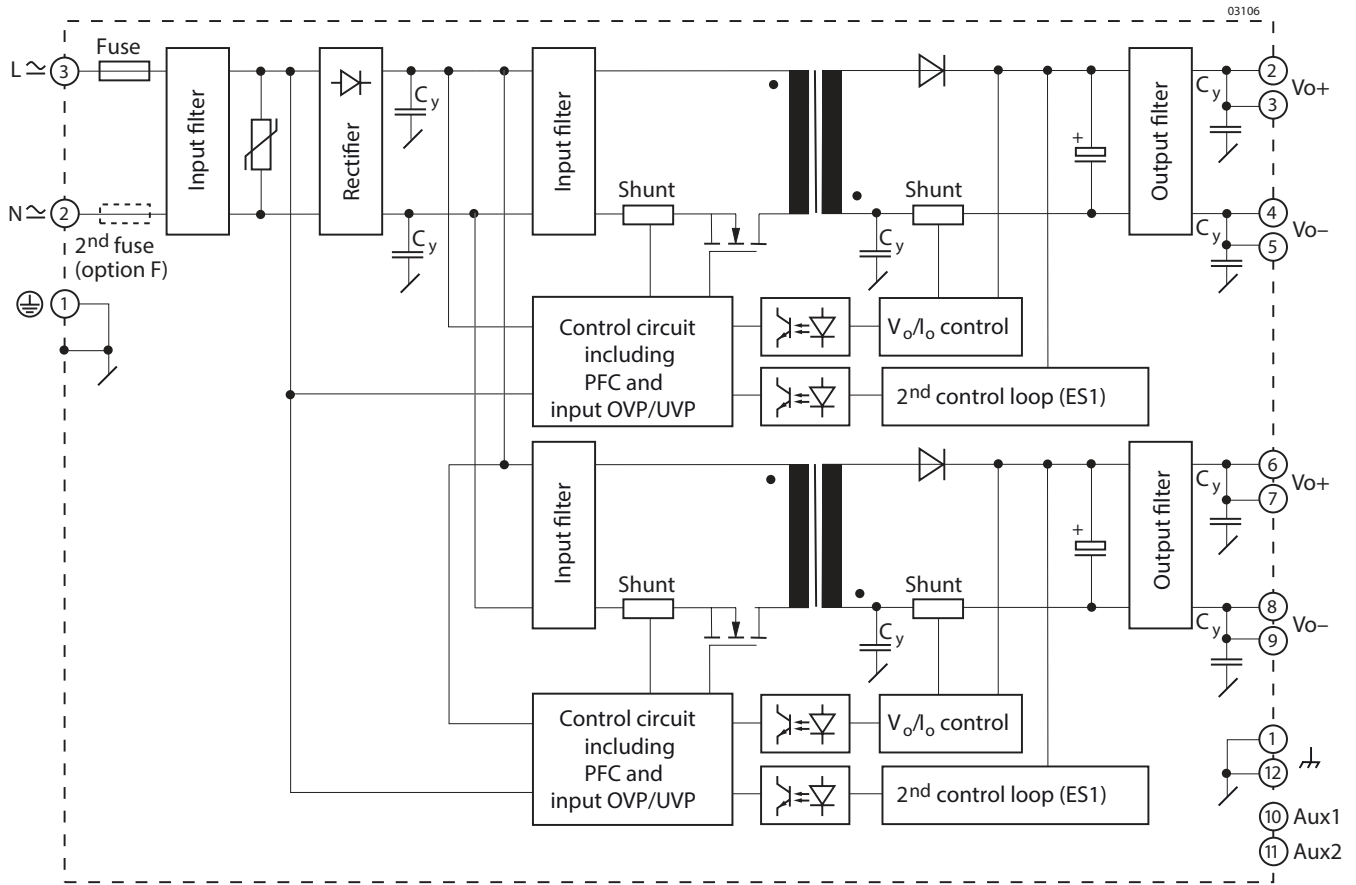 03106
Fuse
L ≃ 3
Input filter
Rectifier
C y
Input filter
C y
2
3
Vo+
+
Output filter
N ≃ 2
2nd fuse
(option F)
C y
Shunt
Shunt
C y
C y
4
5
Vo–
1
Control circuit
including
PFC and
input OVP/UVP
Vo/Io control
2nd control loop (ES1)
Input filter
C y
6
7
Vo+
+
Output filter
Shunt
Shunt
C y
C y
8
9
Vo–
Control circuit
including
PFC and
input OVP/UVP
Vo/Io control
2nd control loop (ES1)
1
12
10 Aux1
11 Aux2